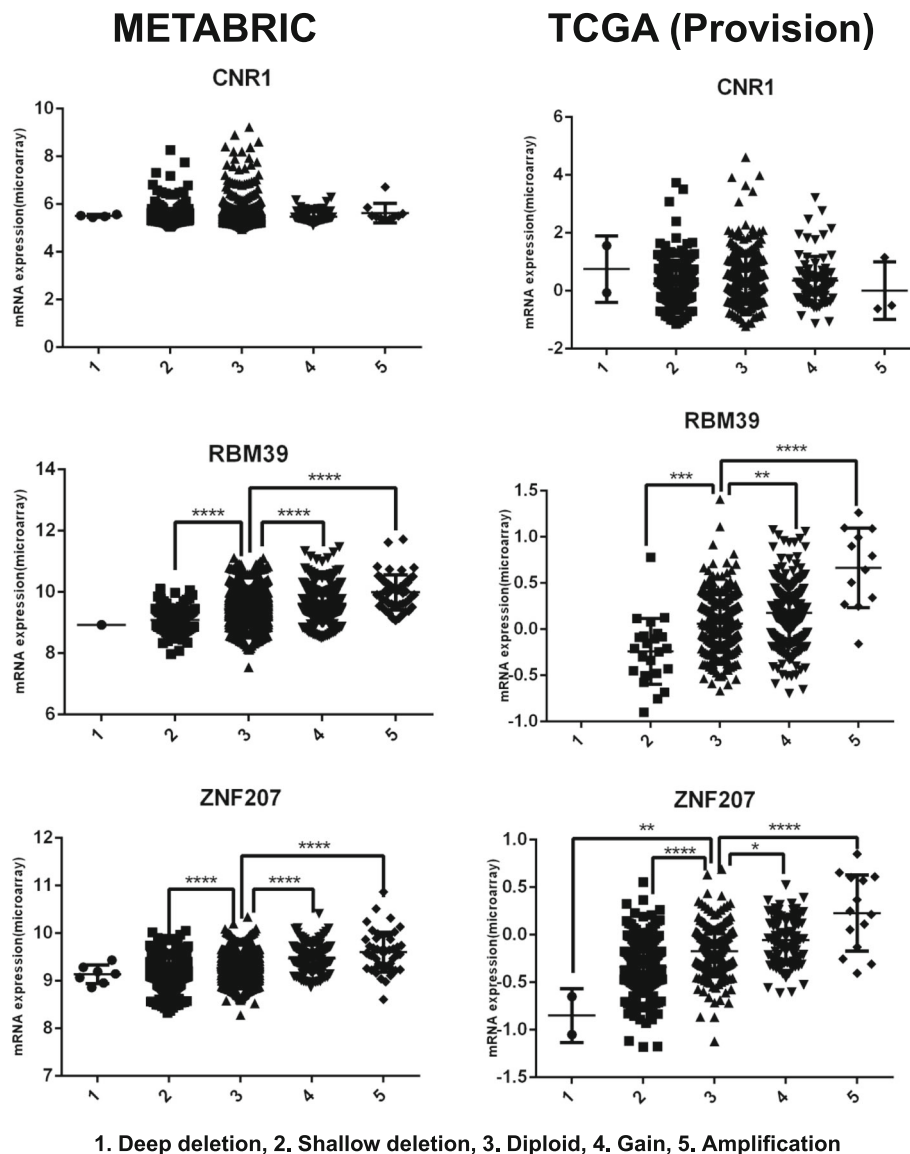 METABRIC
TCGA (Provision)
CNR1
mRNA expression(microarray)
10
8
6
4
2
0
1 2 3 4 5
CNR1
mRNA expression(microarray)
6
4
2
0
-2
1 2 3 4 5
RBM39
mRNA expression(microarray)
14
12
10
8
6
**** **** ****
1 2 3 4 5
RBM39
mRNA expression(microarray)
1.5
1.0
0.5
0.0
-0.5
-1.0
*** ** ****
1 2 3 4 5
ZNF207
mRNA expression(microarray)
12
11
10
9
8
7
**** **** ****
1 2 3 4 5
ZNF207
mRNA expression(microarray)
1.0
0.5
0.0
-0.5
-1.0
-1.5
** **** * ****
1 2 3 4 5
1. Deep deletion, 2. Shallow deletion, 3. Diploid, 4. Gain, 5. Amplification